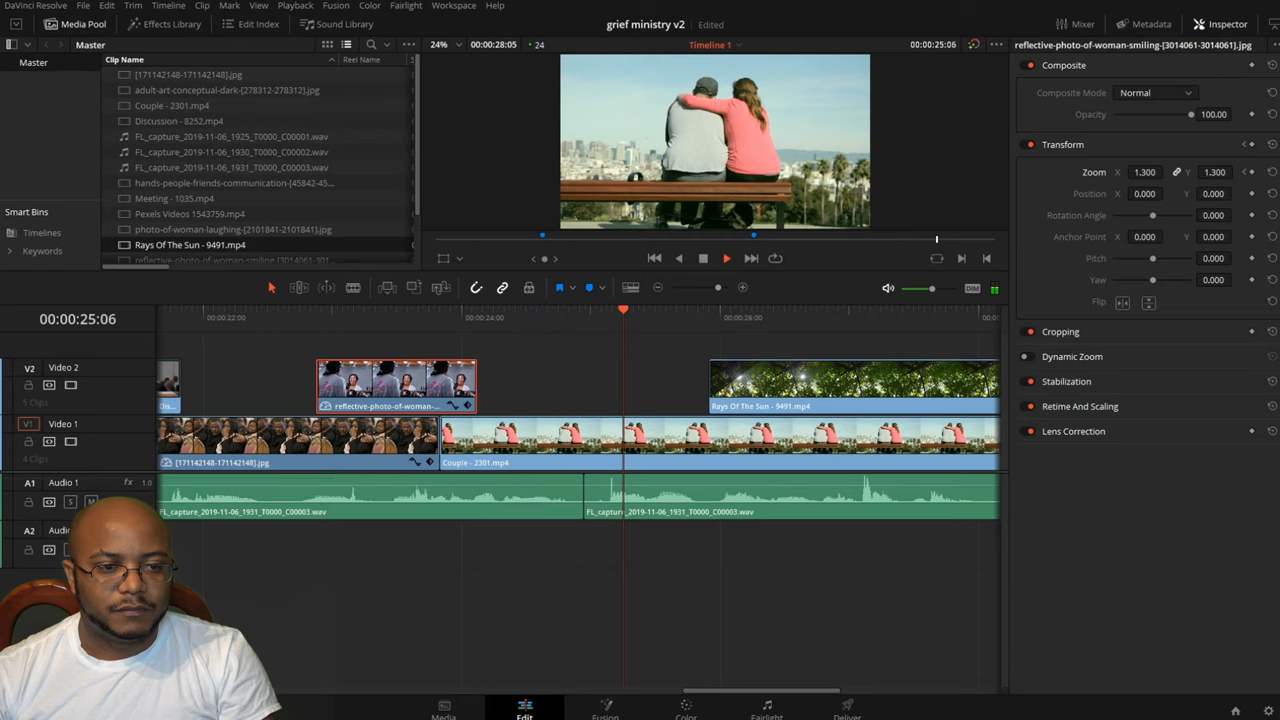 DaVinci Resolve File Edit Trim Timeline Clip Mark View Playback Fusion Color Fairlight Workspace Help
Media Pool Effects Library Edit Index Sound Library grief ministry v2 Edited Mixer Metadata Inspector
Master 24% 00:00:28:05 24 Timeline 1 00:00:25:06 reflective-photo-of-woman-smiling-[3014061-3014061].jpg
Master
Clip Name Reel Name
[171142148-171142148].jpg
adult-art-conceptual-dark-[278312-278312].jpg
Couple - 2301.mp4
Discussion - 8252.mp4
FL_capture_2019-11-06_1925_T0000_C00001.wav
FL_capture_2019-11-06_1930_T0000_C00002.wav
FL_capture_2019-11-06_1931_T0000_C00003.wav
hands-people-friends-communication-[45842-45...
Meeting - 1035.mp4
Pexels Videos 1543759.mp4
photo-of-woman-laughing-[2101841-2101841].jpg
Rays Of The Sun - 9491.mp4
reflective-photo-of-woman-smiling-[3014061-301...
Smart Bins
Timelines
Keywords
Composite
Composite Mode Normal
Opacity 100.00
Transform
Zoom X 1.300 Y 1.300
Position X 0.000 Y 0.000
Rotation Angle 0.000
Anchor Point X 0.000 Y 0.000
Pitch 0.000
Yaw 0.000
Flip
Cropping
Dynamic Zoom
Stabilization
Retime And Scaling
Lens Correction
DIM
00:00:25:06
00:00:22:00 00:00:24:00 00:00:26:00
V2 Video 2
5 Clips
Dis... reflective-photo-of-woman-... Rays Of The Sun - 9491.mp4
V1 Video 1
4 Clips
[171142148-171142148].jpg Couple - 2301.mp4
A1 Audio 1 fx 1.0
S M
FL_capture_2019-11-06_1931_T0000_C00003.wav FL_capture_2019-11-06_1931_T0000_C00003.wav
A2
Media Edit Fusion Color Fairlight Deliver